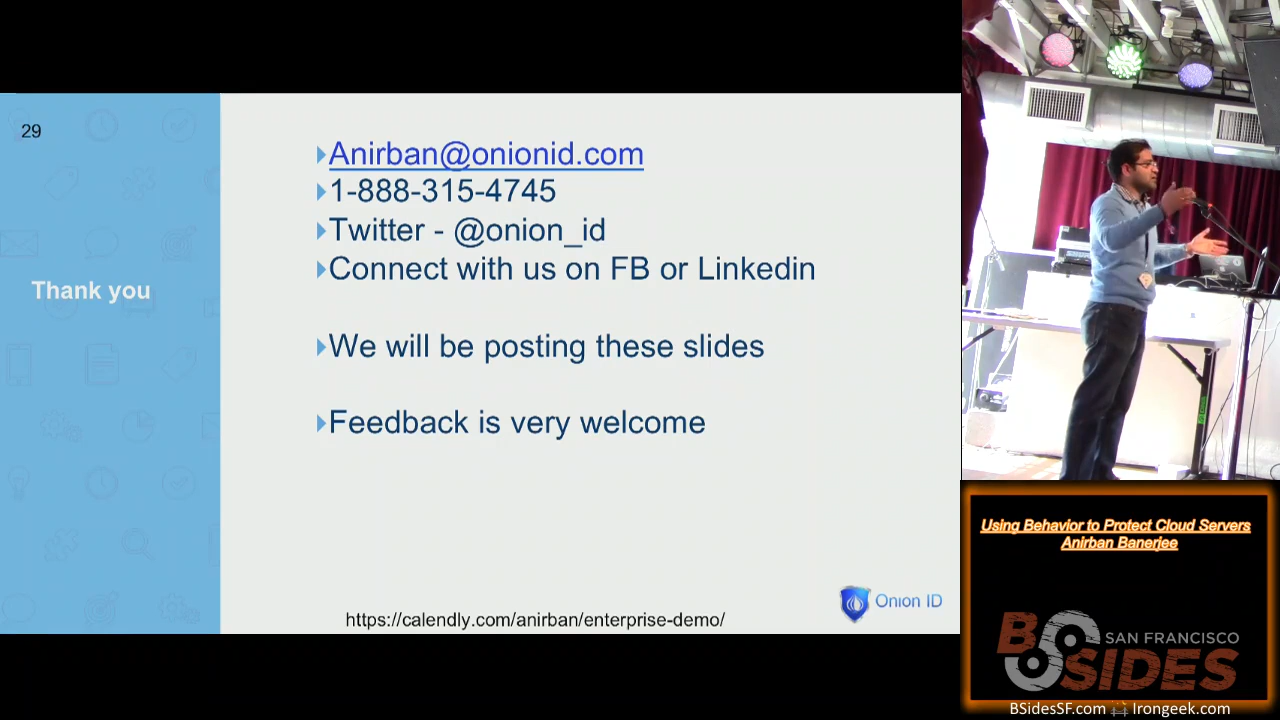 29
Thank you
Anirban@onionid.com
1-888-315-4745
Twitter - @onion_id
Connect with us on FB or Linkedin
We will be posting these slides
Feedback is very welcome
https://calendly.com/anirban/enterprise-demo/
Onion ID
Using Behavior to Protect Cloud Servers
Anirban Banerjee
BSIDES
SAN FRANCISCO
BSidesSF.com Irongeek.com